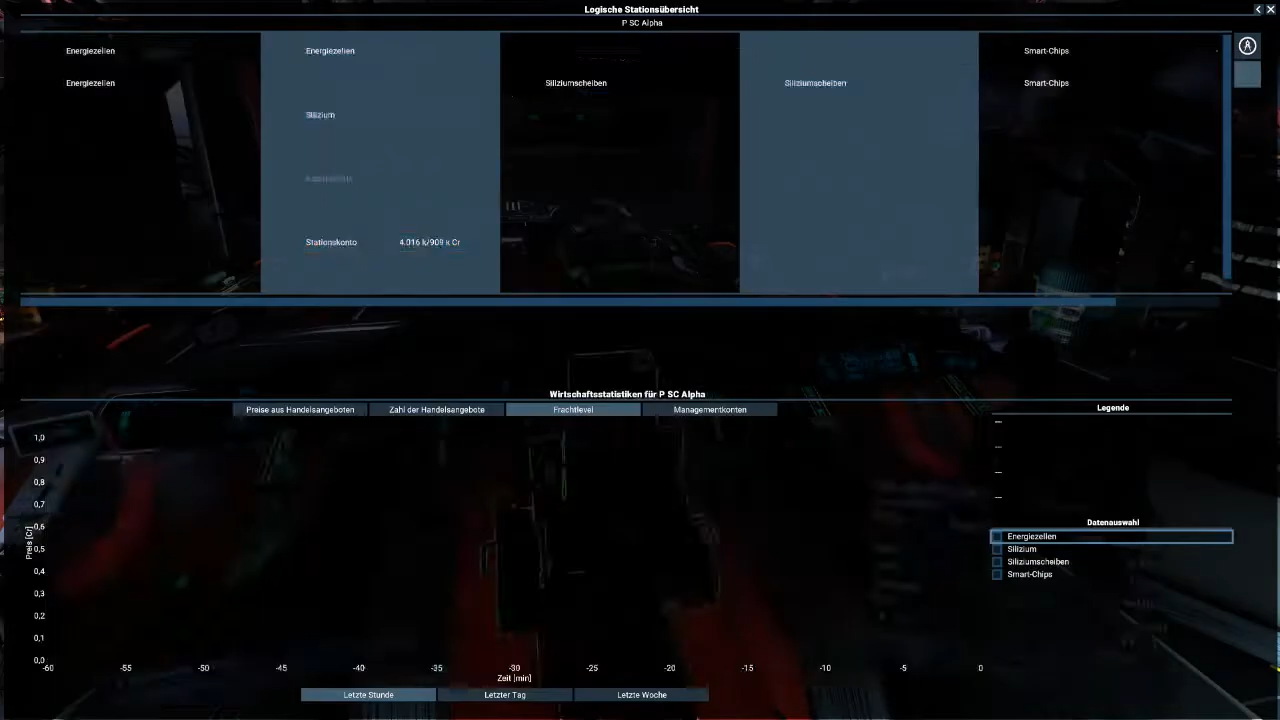 Logische Stationsübersicht
P SC Alpha
Energiezellen
Energiezellen
Smart-Chips
Energiezellen
Siliziumscheiben
Siliziumscheiben
Smart-Chips
Silizium
Stationskonto
4.016 k/909 k Cr
Wirtschaftsstatistiken für P SC Alpha
Preise aus Handelsangeboten
Zahl der Handelsangebote
Frachtlevel
Managementkonten
Legende
---
---
---
---
Datenauswahl
Energiezellen
Silizium
Siliziumscheiben
Smart-Chips
Preis [Cr]
1,0
0,9
0,8
0,7
0,6
0,5
0,4
0,3
0,2
0,1
0,0
-60
-55
-50
-45
-40
-35
-30
-25
-20
-15
-10
-5
0
Zeit [min]
Letzte Stunde
Letzter Tag
Letzte Woche